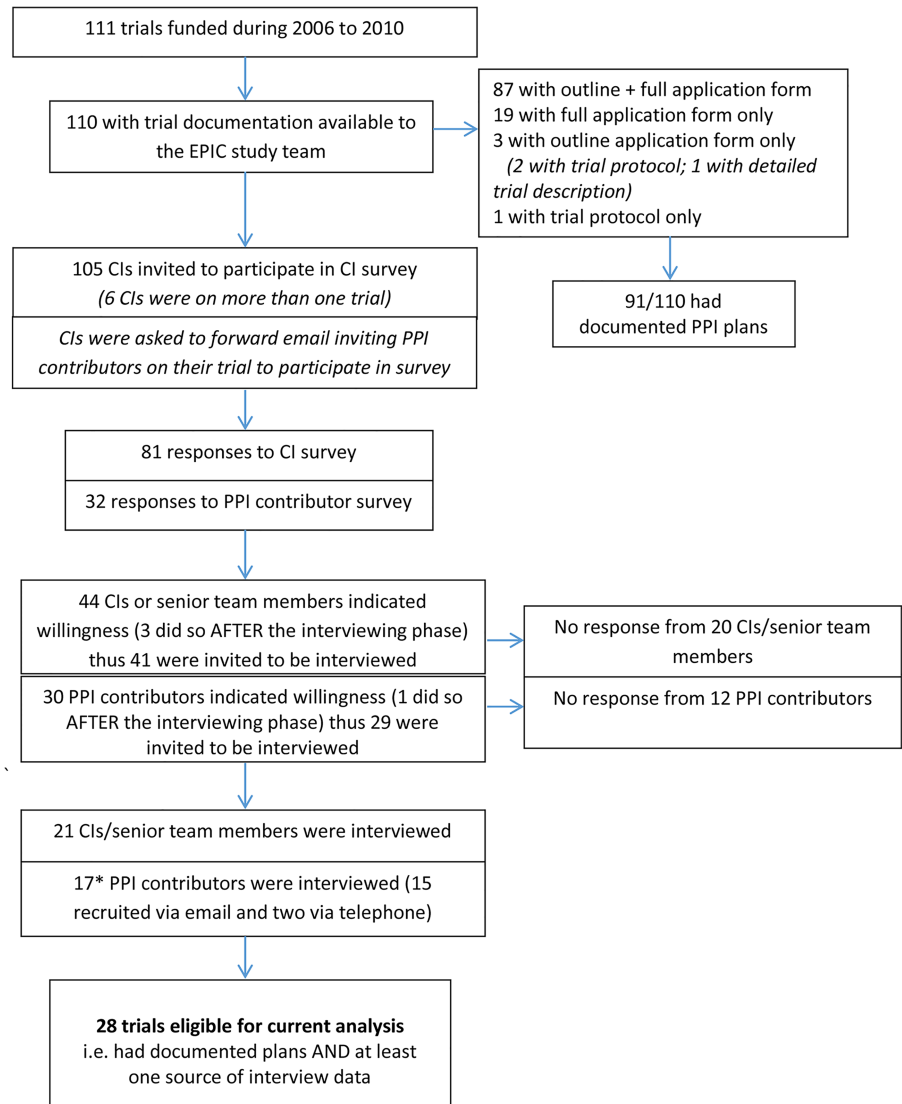 111 trials funded during 2006 to 2010
110 with trial documentation available to
the EPIC study team
87 with outline + full application form
19 with full application form only
3 with outline application form only
(2 with trial protocol; 1 with detailed
trial description)
1 with trial protocol only
91/110 had
documented PPI plans
105 CIs invited to participate in CI survey
(6 CIs were on more than one trial)
CIs were asked to forward email inviting PPI
contributors on their trial to participate in survey
81 responses to CI survey
32 responses to PPI contributor survey
44 CIs or senior team members indicated
willingness (3 did so AFTER the interviewing phase)
thus 41 were invited to be interviewed
No response from 20 CIs/senior team
members
30 PPI contributors indicated willingness (1 did so
AFTER the interviewing phase) thus 29 were
invited to be interviewed
No response from 12 PPI contributors
`
21 CIs/senior team members were interviewed
17* PPI contributors were interviewed (15
recruited via email and two via telephone)
28 trials eligible for current analysis
i.e. had documented plans AND at least
one source of interview data